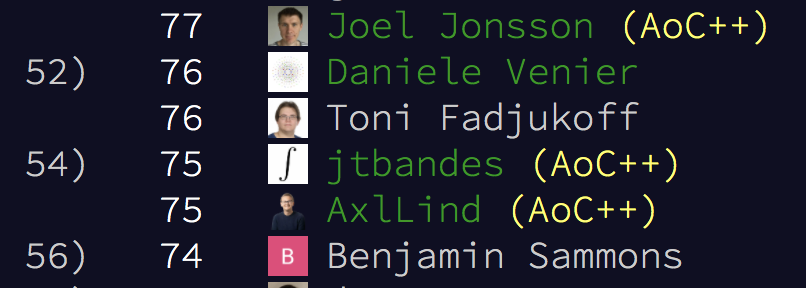 77 Joel Jonsson (AoC++)
52) 76 Daniele Venier
76 Toni Fadjukoff
54) 75 ∫ jtbandes (AoC++)
75 AxlLind (AoC++)
56) 74 B Benjamin Sammons